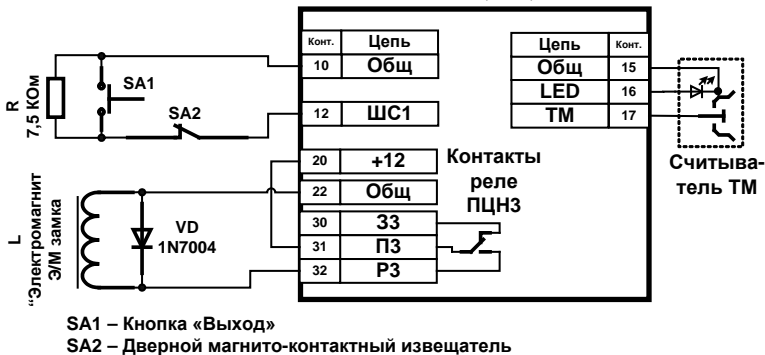 Конт. Цепь
10 Общ
12 ШС1
20 +12
22 Общ
30 З3
31 П3
32 Р3
R
7,5 КОм
SA1
SA2
L
“Электромагнит
Э/М замка
VD
1N7004
Контакты
реле
ПЦН3
Цепь Конт.
Общ 15
LED 16
TM 17
Считыва-
тель ТМ
SA1 – Кнопка «Выход»
SA2 – Дверной магнито-контактный извещатель